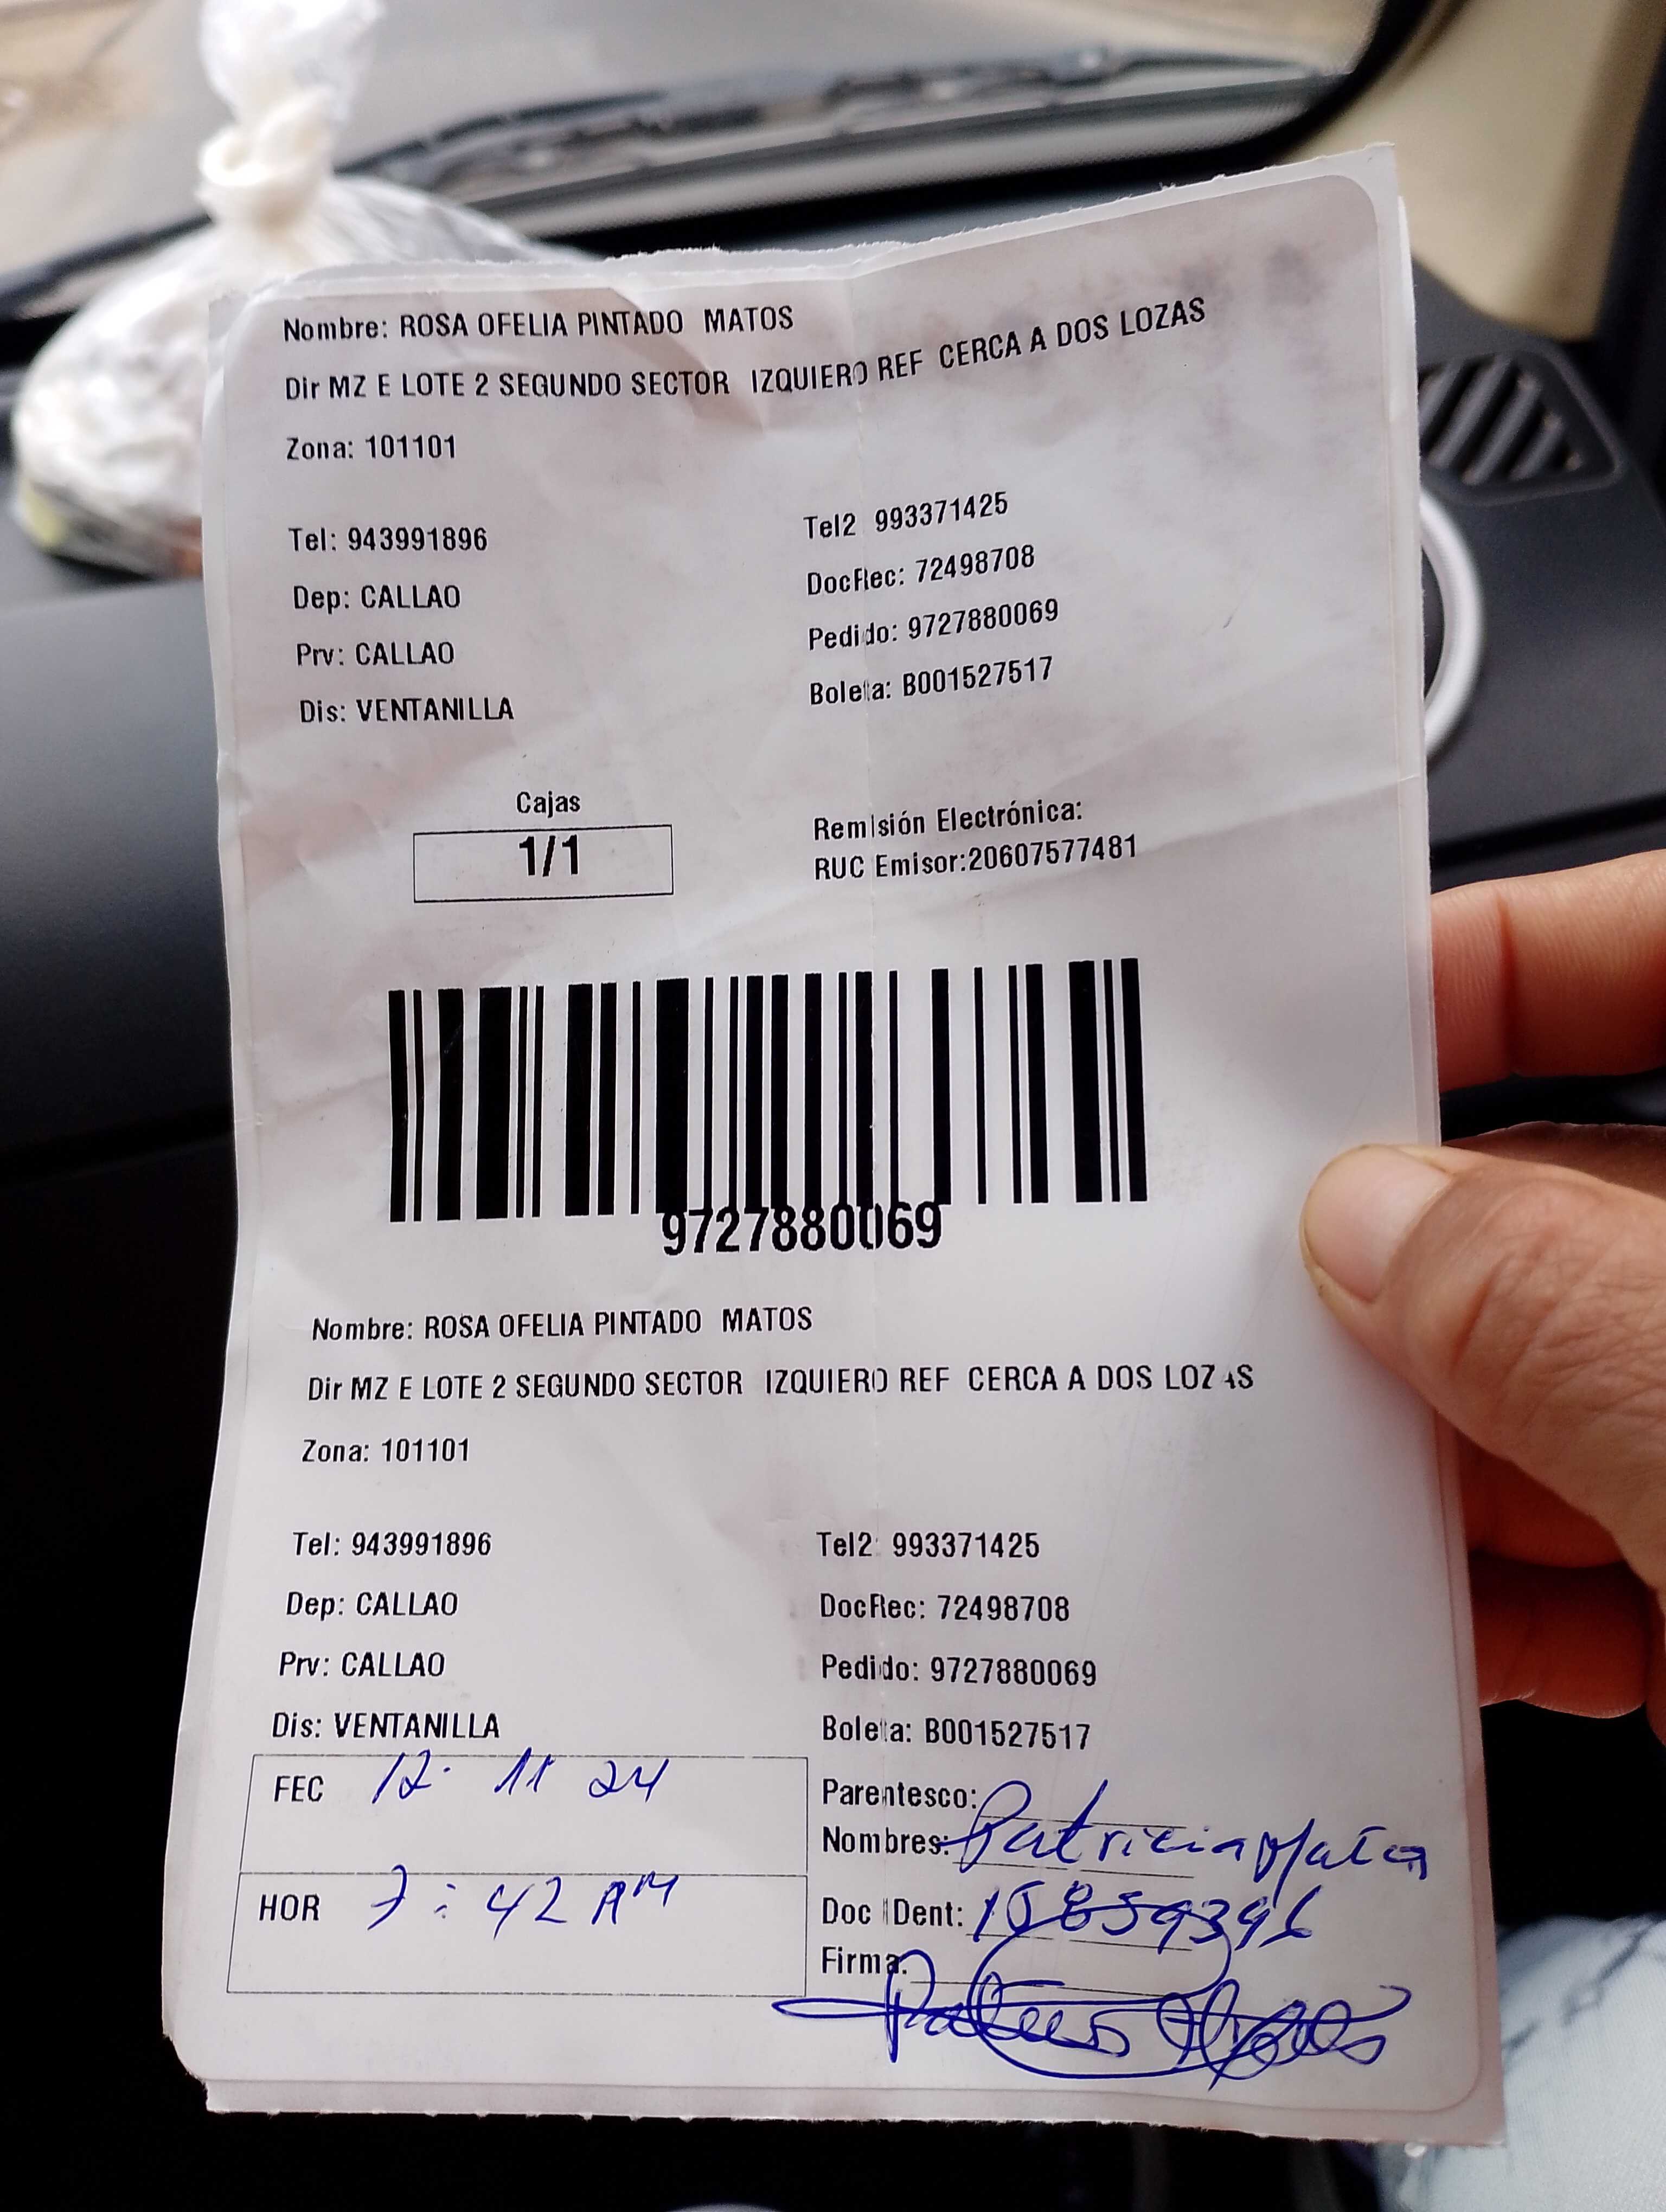 Nombre: ROSA OFELIA PINTADO MATOS
Dir MZ E LOTE 2 SEGUNDO SECTOR IZQUIERO REF CERCA A DOS LOZAS
Zona: 101101
Tel: 943991896 Tel2 993371425
Dep: CALLAO DocRec: 72498708
Prv: CALLAO Pedido: 9727880069
Dis: VENTANILLA Boleta: B001527517
Cajas
1/1
Remisión Electrónica:
RUC Emisor:20607577481
9727880069
Nombre: ROSA OFELIA PINTADO MATOS
Dir MZ E LOTE 2 SEGUNDO SECTOR IZQUIERO REF CERCA A DOS LOZAS
Zona: 101101
Tel: 943991896 Tel2: 993371425
Dep: CALLAO DocRec: 72498708
Prv: CALLAO Pedido: 9727880069
Dis: VENTANILLA Boleta: B001527517
FEC 12. 11 24
HOR 7:42 AM
Parentesco:
Nombres: Patricia
Doc IDent:
Firma: